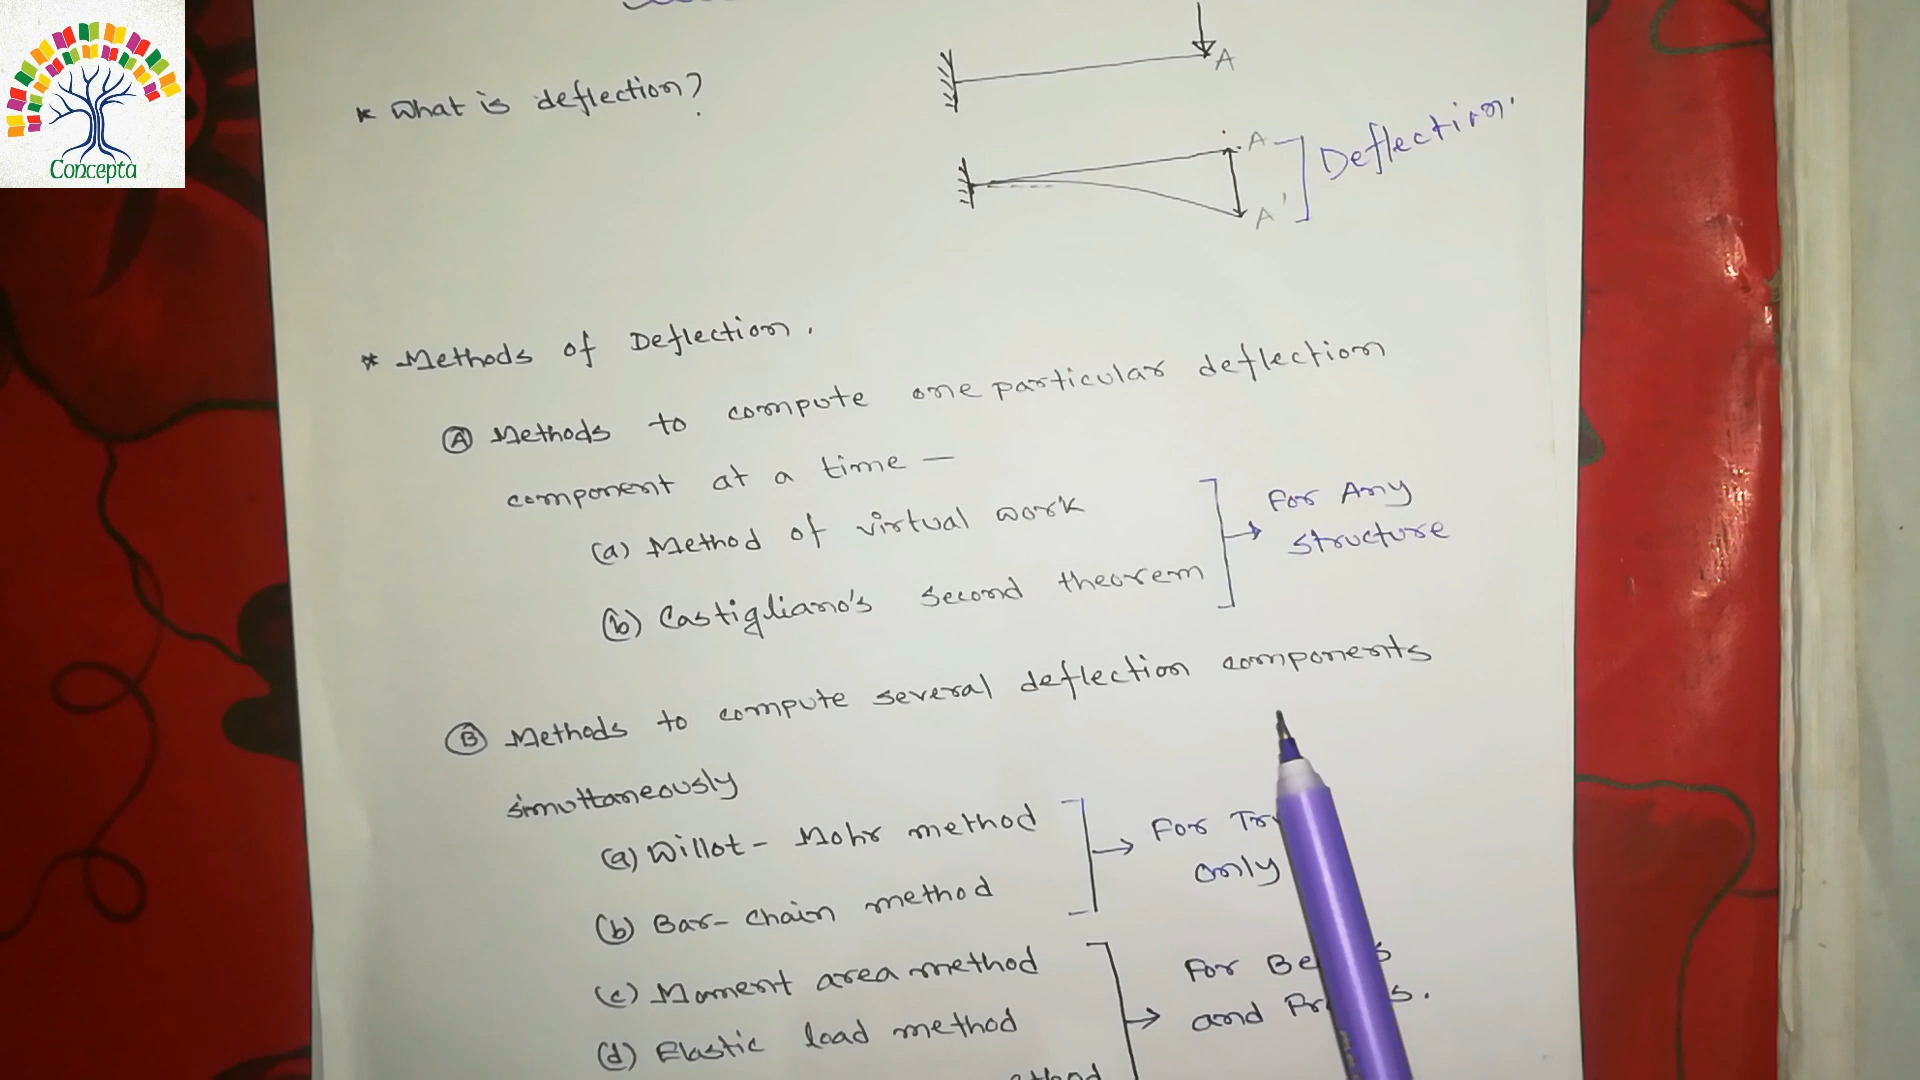 Concepta
* What is deflection?
A
A
A'
Deflection.
* Methods of Deflection.
(A) Methods to compute one particular deflection
component at a time —
(a) Method of virtual work
(b) Castigliano's second theorem
For Any
structure
(B) Methods to compute several deflection components
simultaneously
(a) Willot - Mohr method
(b) Bar-chain method
For
only
(c) Moment area method
(d) Elastic load method
For
and